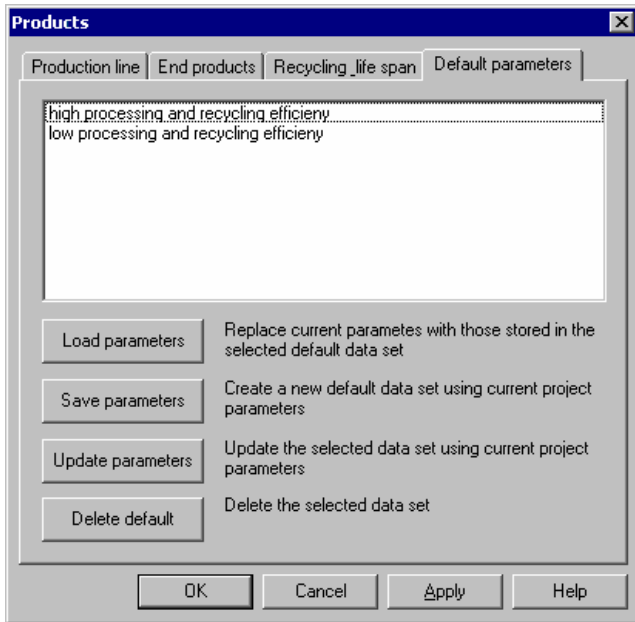 Products
Production line
End products
Recycling_life span
Default parameters
high processing and recycling efficieny
low processing and recycling efficieny
Load parameters
Replace current parametes with those stored in the
selected default data set
Save parameters
Create a new default data set using current project
parameters
Update parameters
Update the selected data set using current project
parameters
Delete default
Delete the selected data set
OK
Cancel
Apply
Help